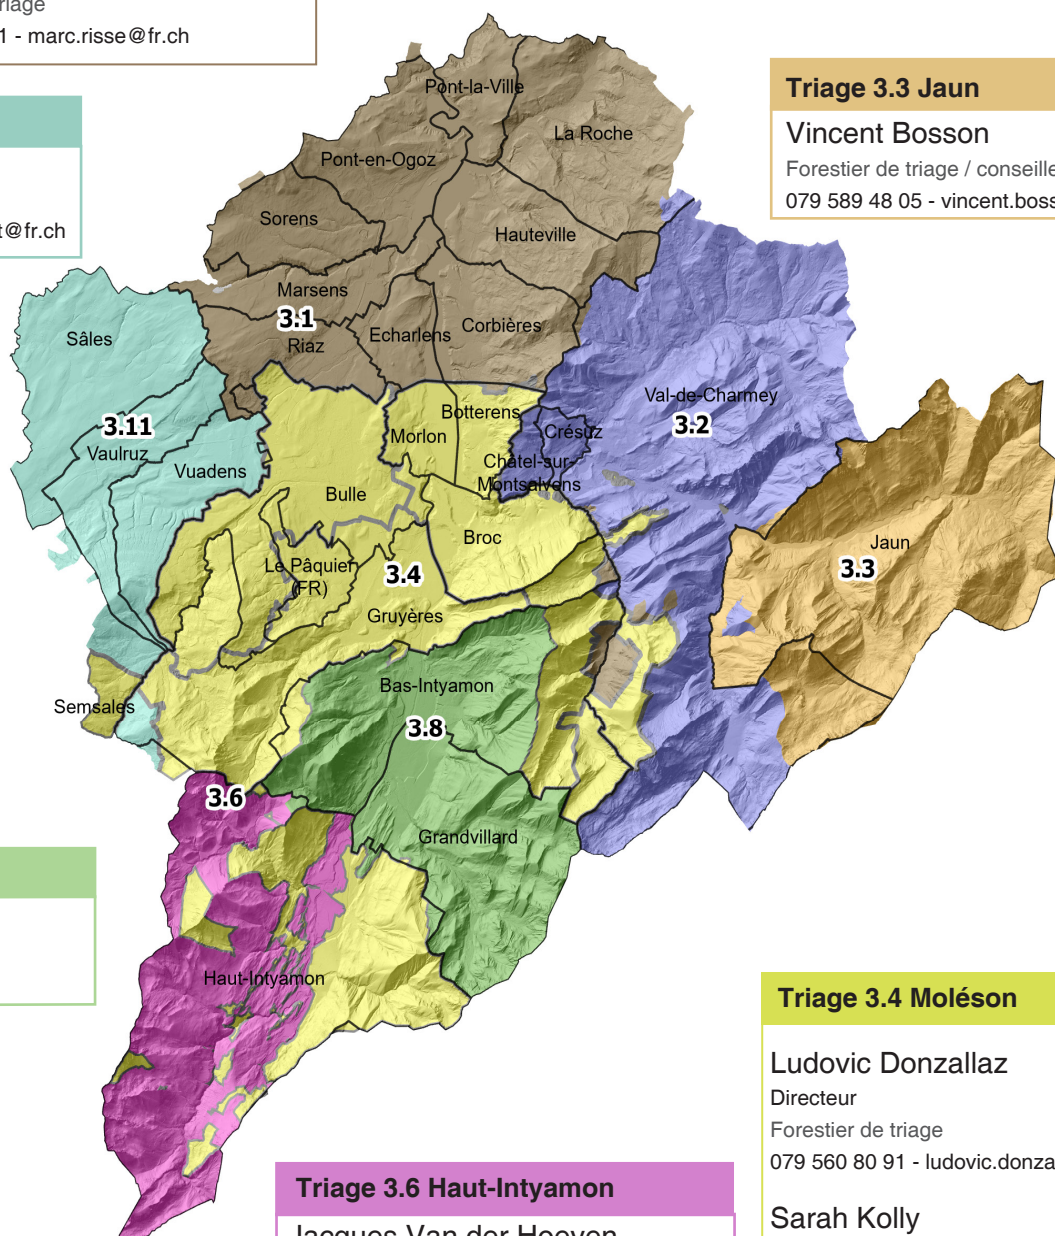 riage
1 - marc.risse@fr.ch
t@fr.ch
Triage 3.3 Jaun
Vincent Bosson
Forestier de triage / conseille
079 589 48 05 - vincent.boss
Pont-la-Ville
La Roche
Pont-en-Ogoz
Sorens
Hauteville
Marsens
3.1
Riaz
Echarlens
Corbières
Sâles
3.11
Vaulruz
Vuadens
Val-de-Charmey
3.2
Botterens
Morlon
Crésuz
Châtel-sur-
Montsalvens
Bulle
Broc
Jaun
3.3
Le Pâquier
(FR)
3.4
Gruyères
Bas-Intyamon
3.8
Semsales
3.6
Grandvillard
Haut-Intyamon
Triage 3.4 Moléson
Ludovic Donzallaz
Directeur
Forestier de triage
079 560 80 91 - ludovic.donza
Sarah Kolly
Triage 3.6 Haut-Intyamon
Jacques Van der Hoeven